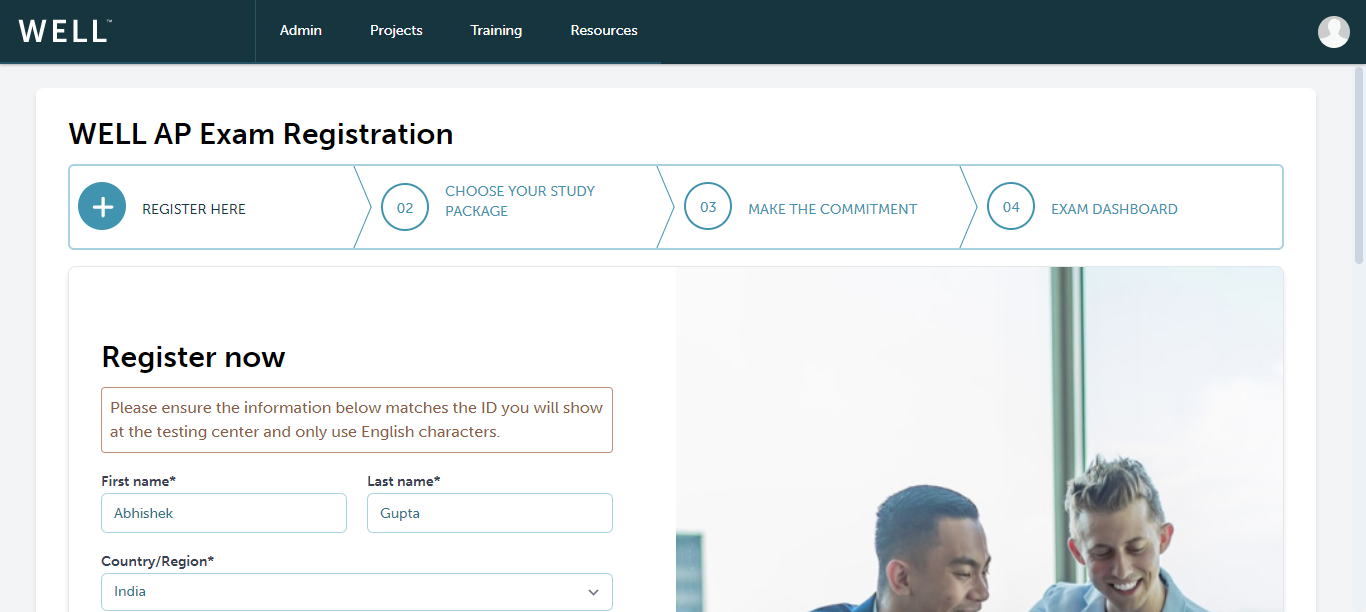 WELL™
Admin
Projects
Training
Resources
WELL AP Exam Registration
REGISTER HERE
02
CHOOSE YOUR STUDY
PACKAGE
03
MAKE THE COMMITMENT
04
EXAM DASHBOARD
Register now
Please ensure the information below matches the ID you will show
at the testing center and only use English characters.
First name*
Last name*
Abhishek
Gupta
Country/Region*
India